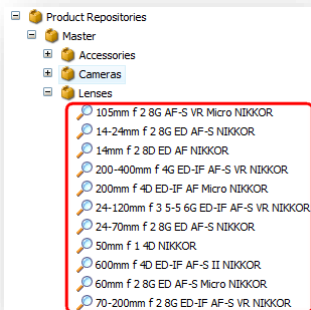 Product Repositories
Master
Accessories
Cameras
Lenses
105mm f 2 8G AF-S VR Micro NIKKOR
14-24mm f 2 8G ED AF-S NIKKOR
14mm f 2 8D ED AF NIKKOR
200-400mm f 4G ED-IF AF-S VR NIKKOR
200mm f 4D ED-IF AF Micro NIKKOR
24-120mm f 3 5-5 6G ED-IF AF-S VR NIKKOR
24-70mm f 2 8G ED AF-S NIKKOR
50mm f 1 4D NIKKOR
600mm f 4D ED-IF AF-S II NIKKOR
60mm f 2 8G ED AF-S Micro NIKKOR
70-200mm f 2 8G ED-IF AF-S VR NIKKOR